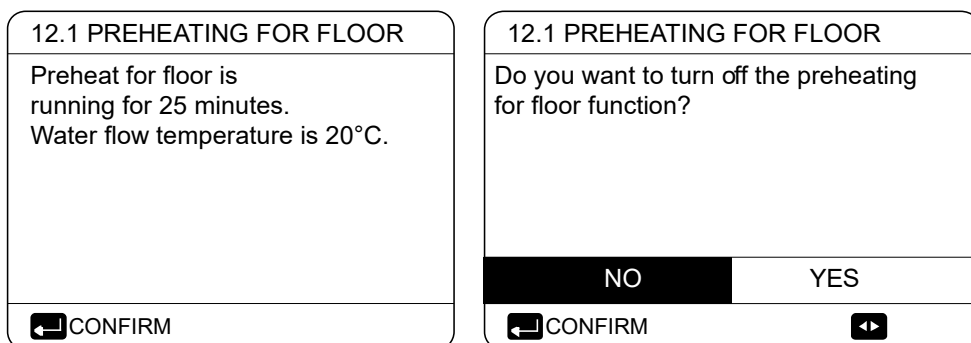 12.1 PREHEATING FOR FLOOR
Preheat for floor is
running for 25 minutes.
Water flow temperature is 20°C.
CONFIRM
12.1 PREHEATING FOR FLOOR
Do you want to turn off the preheating
for floor function?
NO YES
CONFIRM